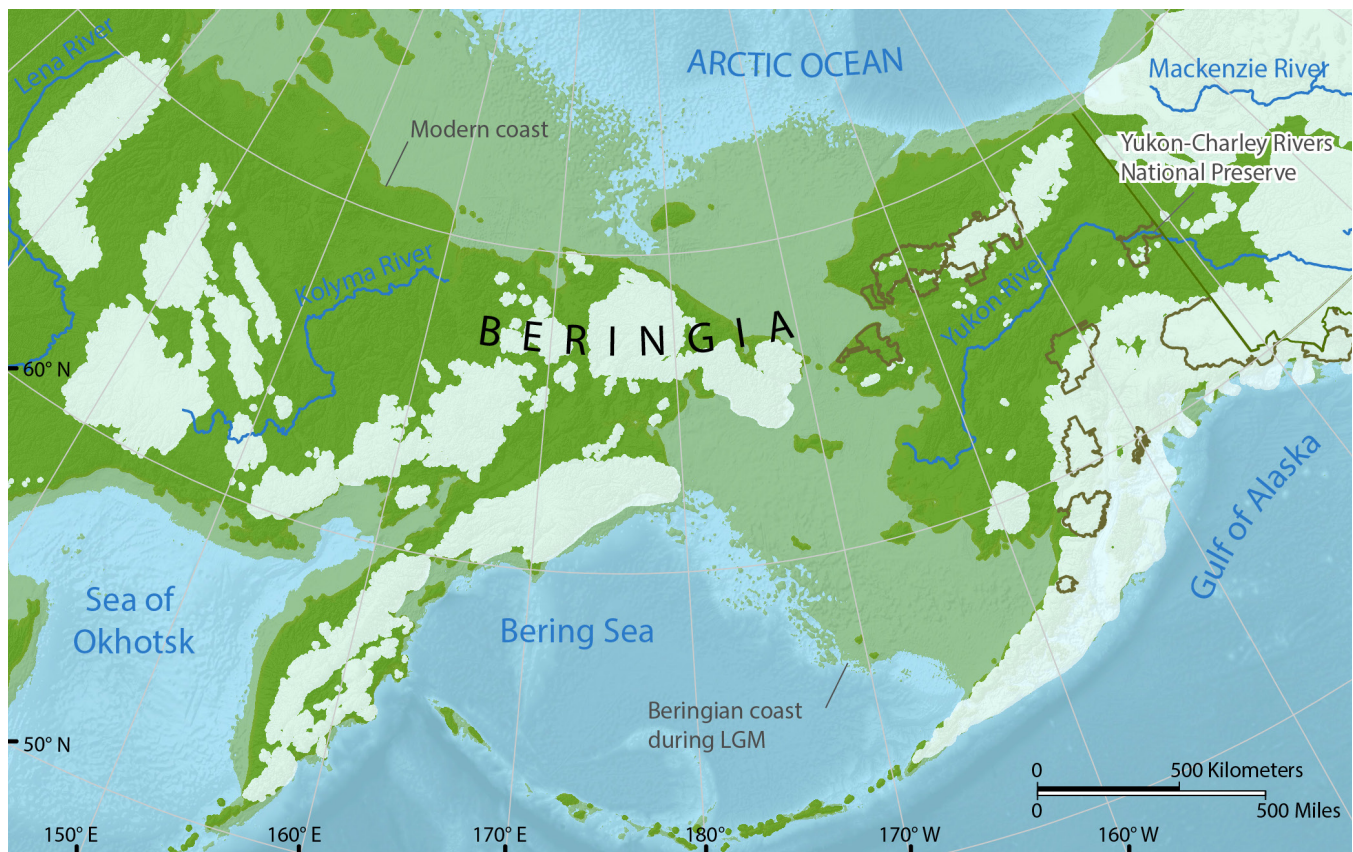 Lena River
ARCTIC OCEAN
Mackenzie River
Modern coast
Yukon-Charley Rivers
National Preserve
Kolyma River
Yukon River
BERINGIA
60° N
Gulf of Alaska
Sea of
Okhotsk
Bering Sea
Beringian coast
during LGM
50° N
0 500 Kilometers
0 500 Miles
150° E 160° E 170° E 180° 170° W 160° W